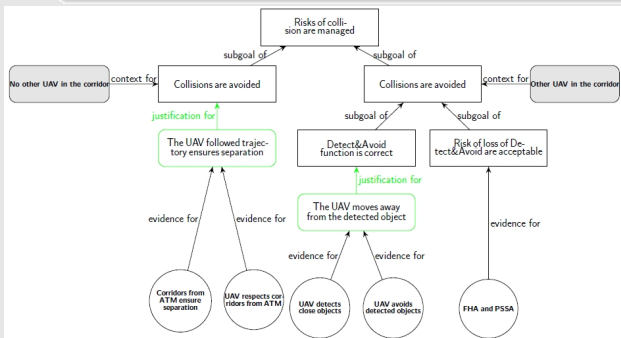 Risks of colli-
sion are managed
subgoal of
subgoal of
No other UAV in the corridor
context for
Collisions are avoided
Collisions are avoided
context for
Other UAV in the corridor
justification for
subgoal of
subgoal of
The UAV followed trajec-
tory ensures separation
Detect&Avoid
function is correct
Risk of loss of De-
tect&Avoid are acceptable
justification for
The UAV moves away
from the detected object
evidence for
evidence for
evidence for
evidence for
evidence for
Corridors from
ATM ensure
separation
UAV respects cor-
ridors from ATM
UAV detects
close objects
UAV avoids
detected objects
FHA and PSSA